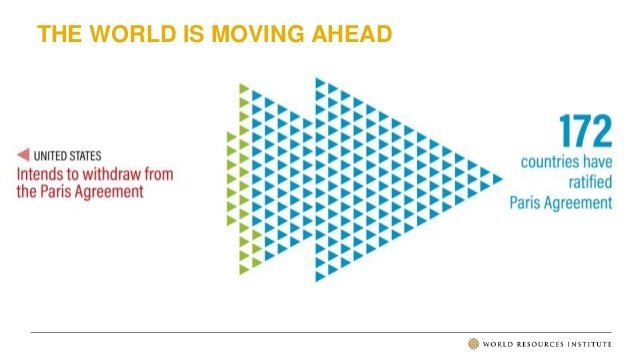 THE WORLD IS MOVING AHEAD
UNITED STATES
Intends to withdraw from
the Paris Agreement
172
countries have
ratified
Paris Agreement
WORLD RESOURCES INSTITUTE